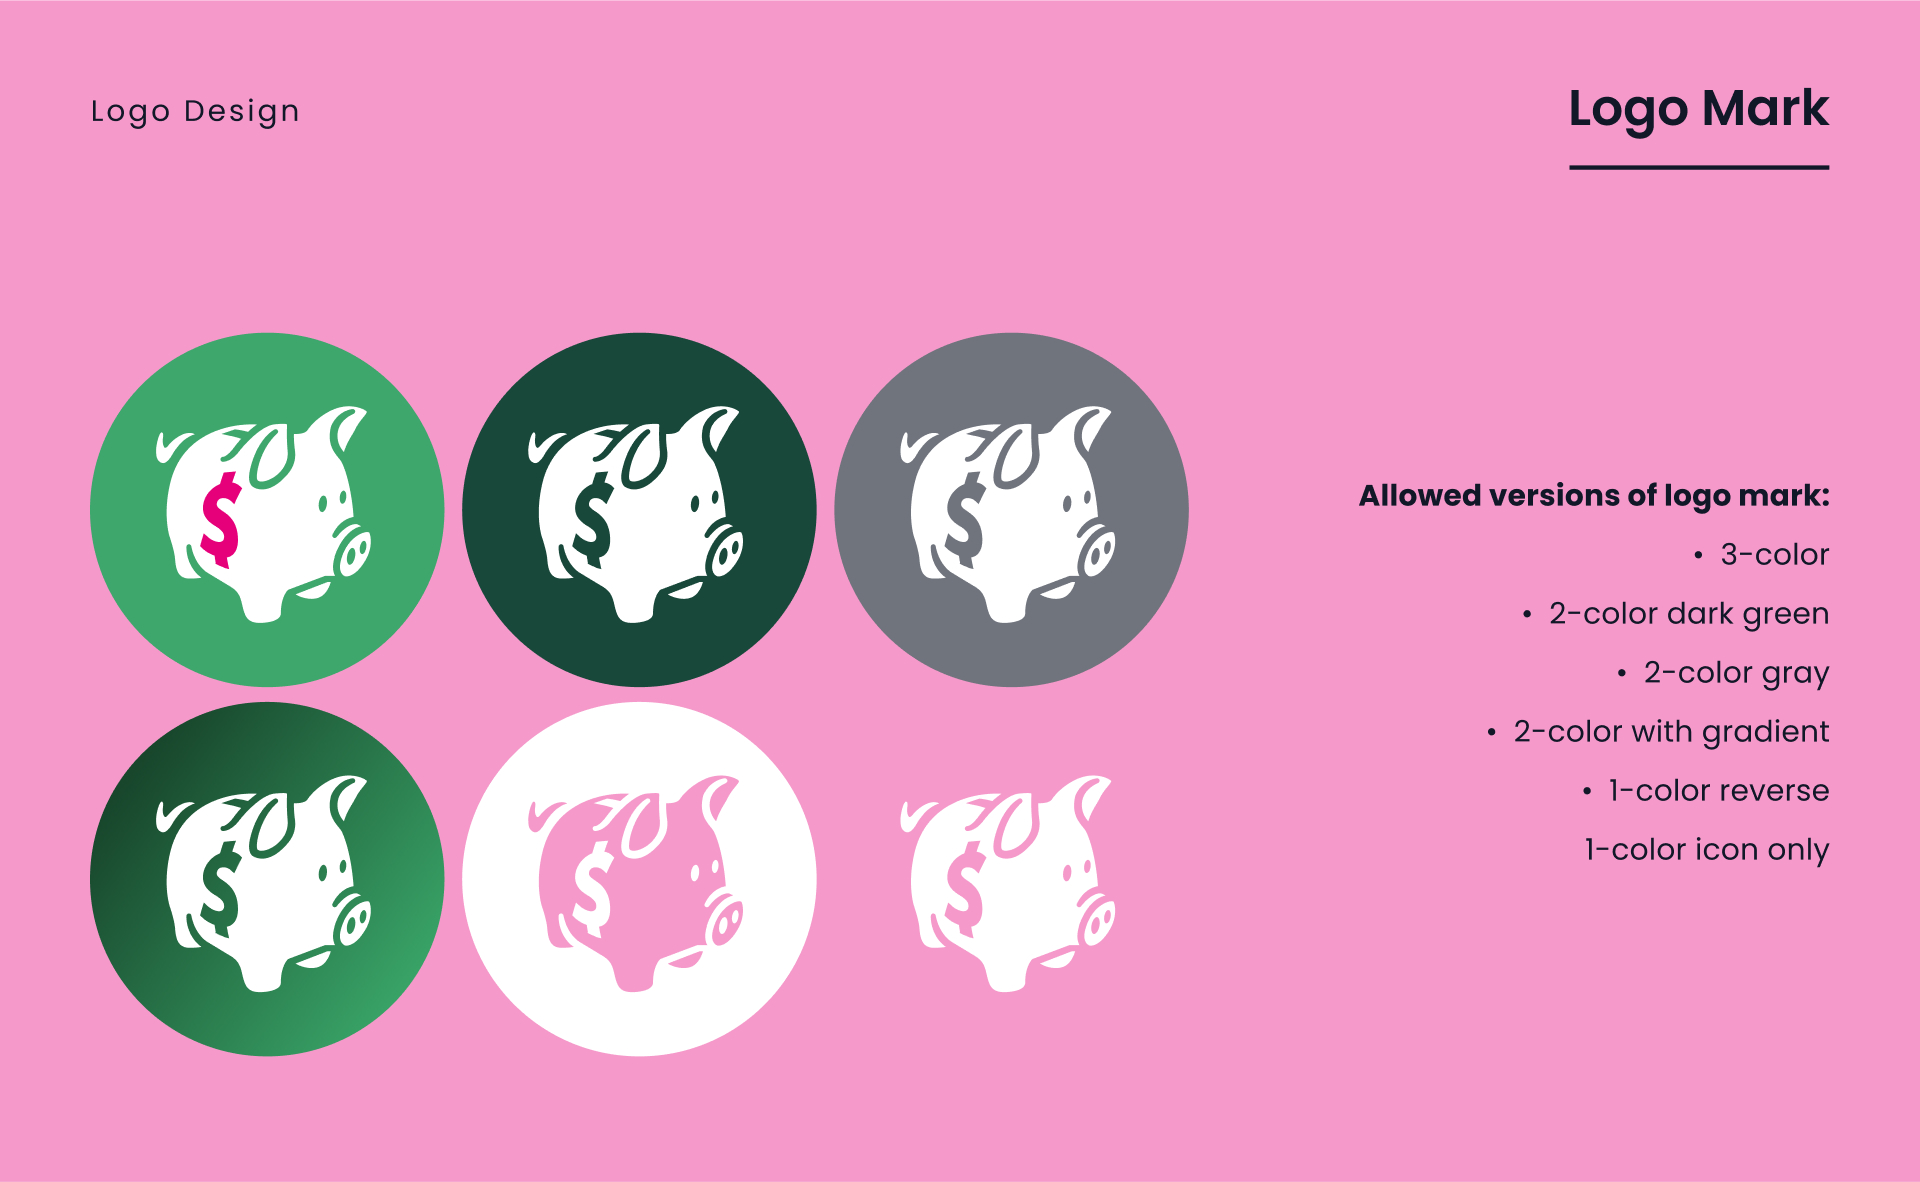 Logo Design
Logo Mark
$
$
$
$
$
$
Allowed versions of logo mark:
• 3-color
• 2-color dark green
• 2-color gray
• 2-color with gradient
• 1-color reverse
1-color icon only